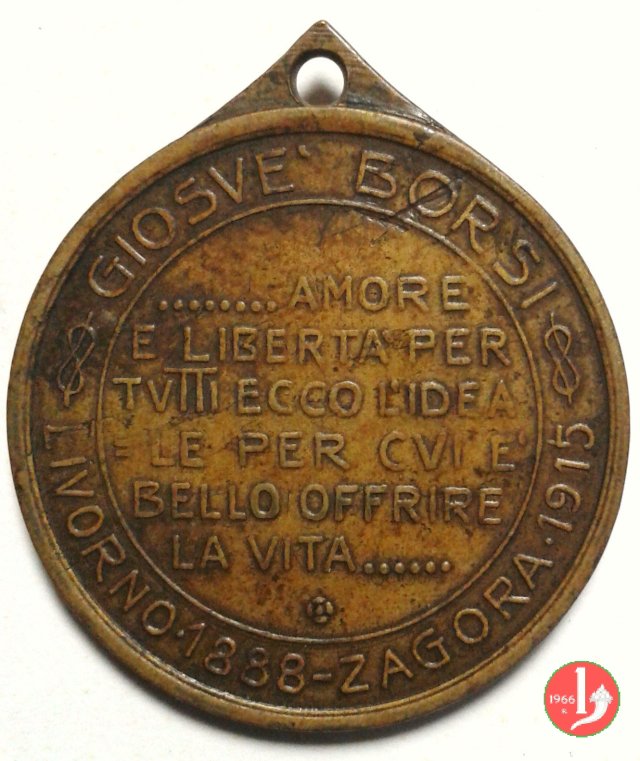 GIOSVE' BORSI
........ AMORE
E LIBERTA' PER
TVTTI ECCO L'IDEA
=LE PER CVI E'
BELLO OFFRIRE
LA VITA.......
LIVORNO·1888-ZAGORA·1915
1966
R